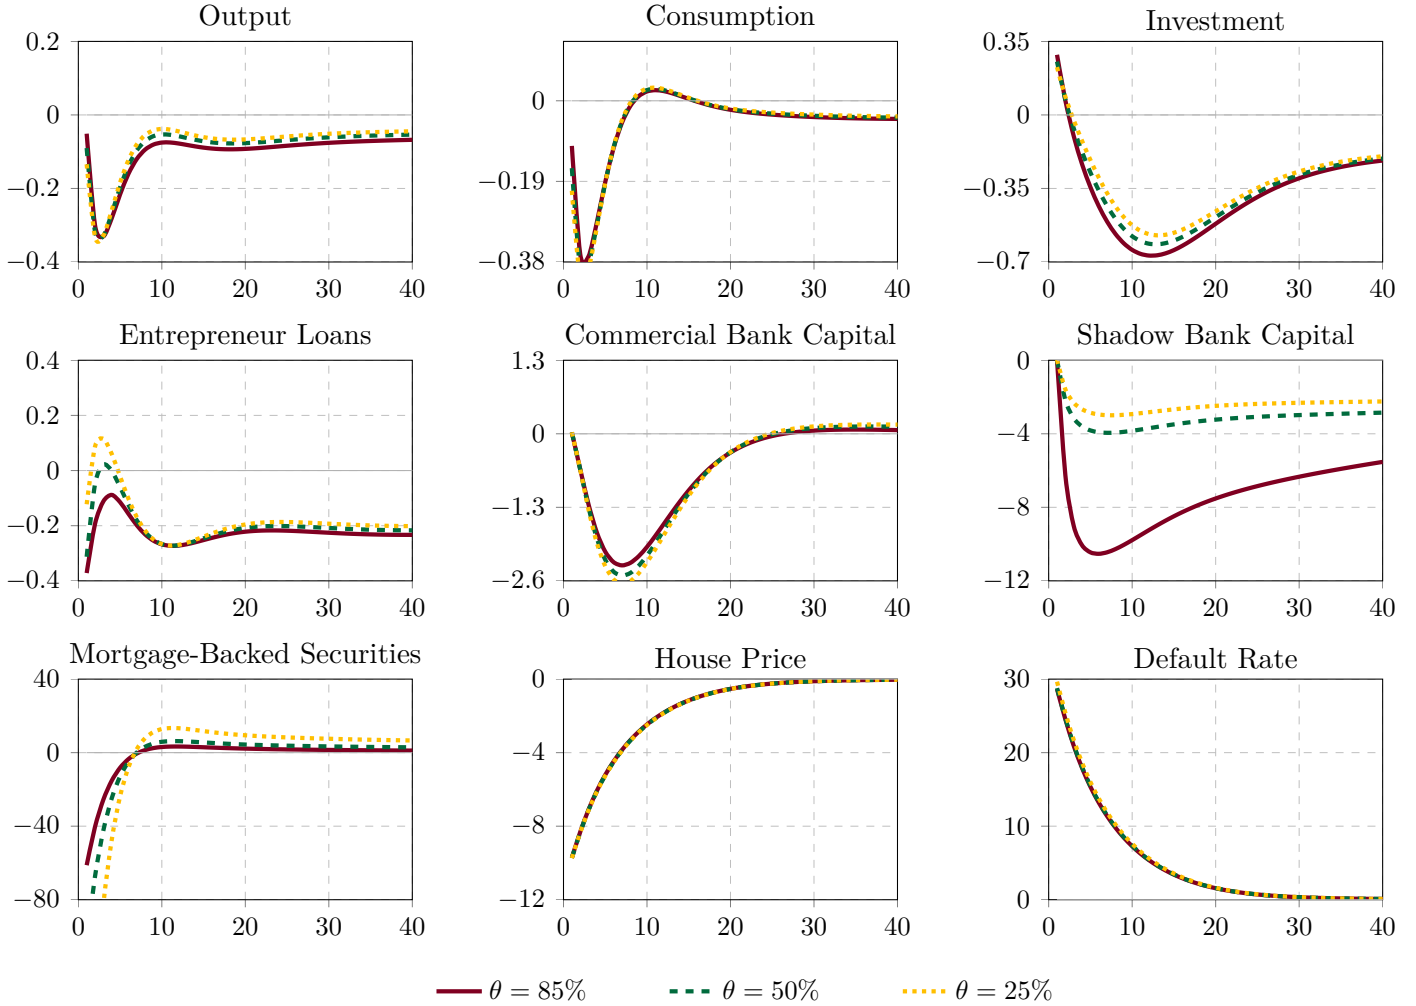 Output
Consumption
Investment
0.2
0
−0.2
−0.4
0 10 20 30 40
0
−0.19
−0.38
0 10 20 30 40
0.35
0
−0.35
−0.7
0 10 20 30 40
Entrepreneur Loans
Commercial Bank Capital
Shadow Bank Capital
0.4
0.2
0
−0.2
−0.4
0 10 20 30 40
1.3
0
−1.3
−2.6
0 10 20 30 40
0
−4
−8
−12
0 10 20 30 40
Mortgage-Backed Securities
House Price
Default Rate
40
0
−40
−80
0 10 20 30 40
0
−4
−8
−12
0 10 20 30 40
30
20
10
0
0 10 20 30 40
θ = 85% θ = 50% θ = 25%